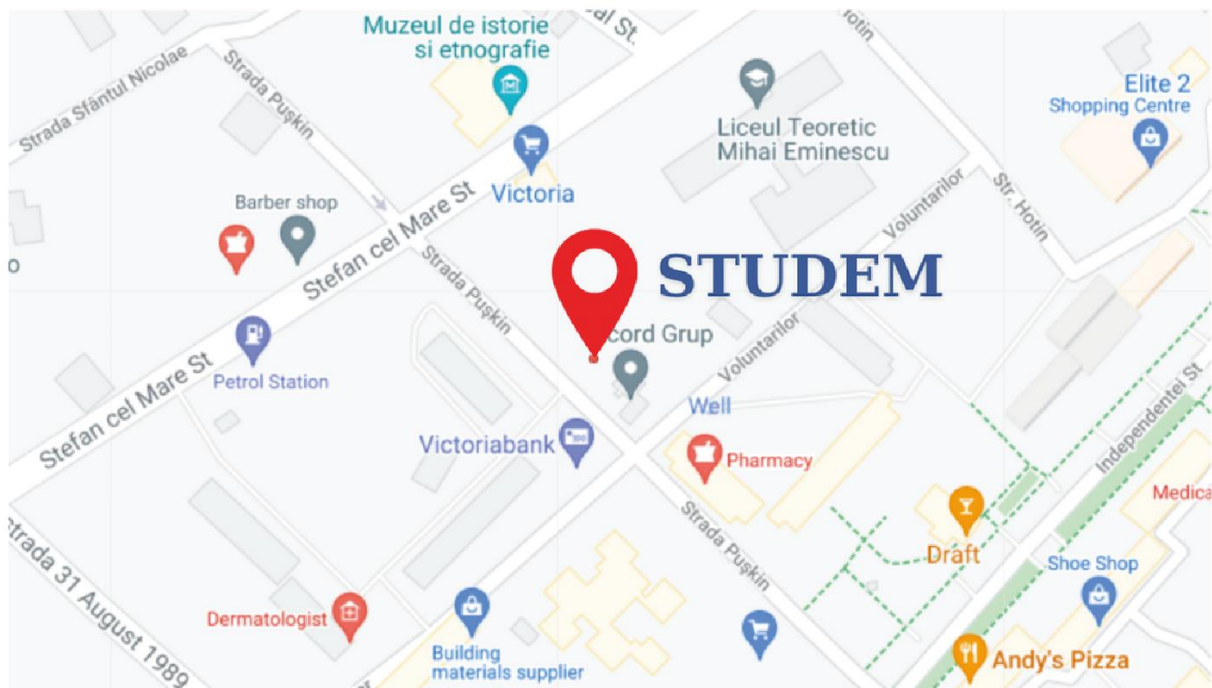 Muzeul de istorie
si etnografie
Strada Sfântul Nicolae
Strada Pușkin
Liceul Teoretic
Mihai Eminescu
Elite 2
Shopping Centre
Victoria
Barber shop
Stefan cel Mare St
Voluntarilor
Str. Hotin
Strada Pușkin
STUDEM
cord Grup
Voluntarilor
Petrol Station
Stefan cel Mare St
Well
Victoriabank
Pharmacy
Independentei St
Medica
Strada Pușkin
Draft
Shoe Shop
trada 31 August 1989
Dermatologist
Building
materials supplier
Andy's Pizza